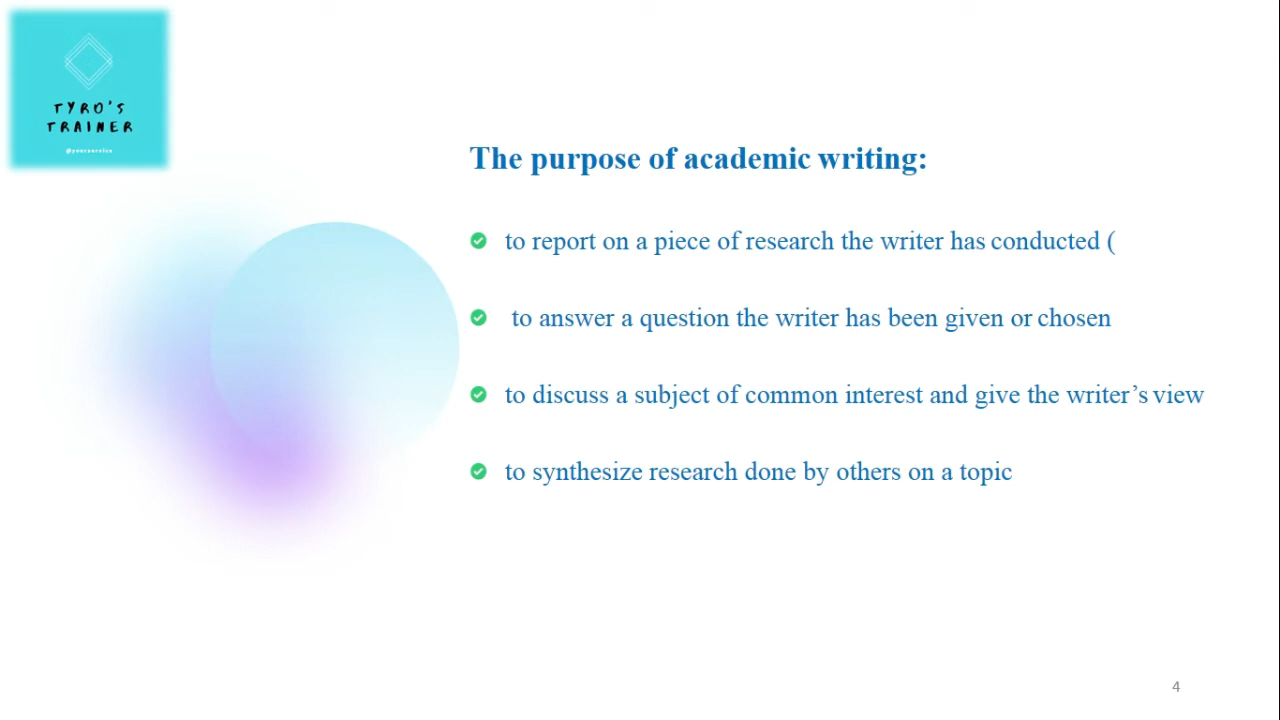 TYRO'S
TRAINER
@yourservice
The purpose of academic writing:
to report on a piece of research the writer has conducted (
to answer a question the writer has been given or chosen
to discuss a subject of common interest and give the writer’s view
to synthesize research done by others on a topic
4